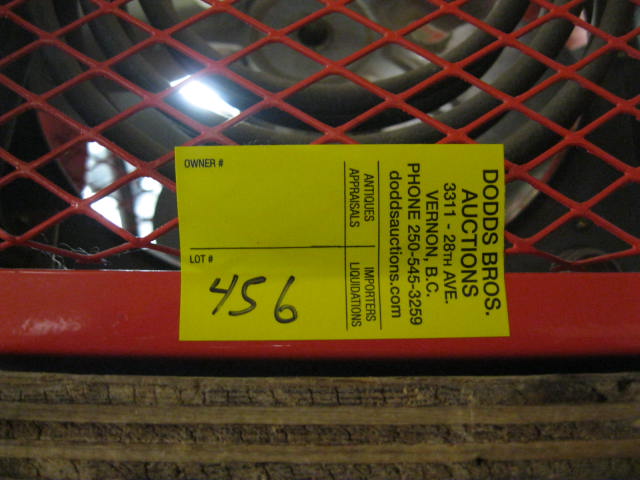 OWNER #
LOT #
456
ANTIQUES
APPRAISALS
IMPORTERS
LIQUIDATIONS
DODDS BROS.
AUCTIONS
3311 - 28TH AVE.
VERNON, B.C.
PHONE 250-545-3259
doddsauctions.com